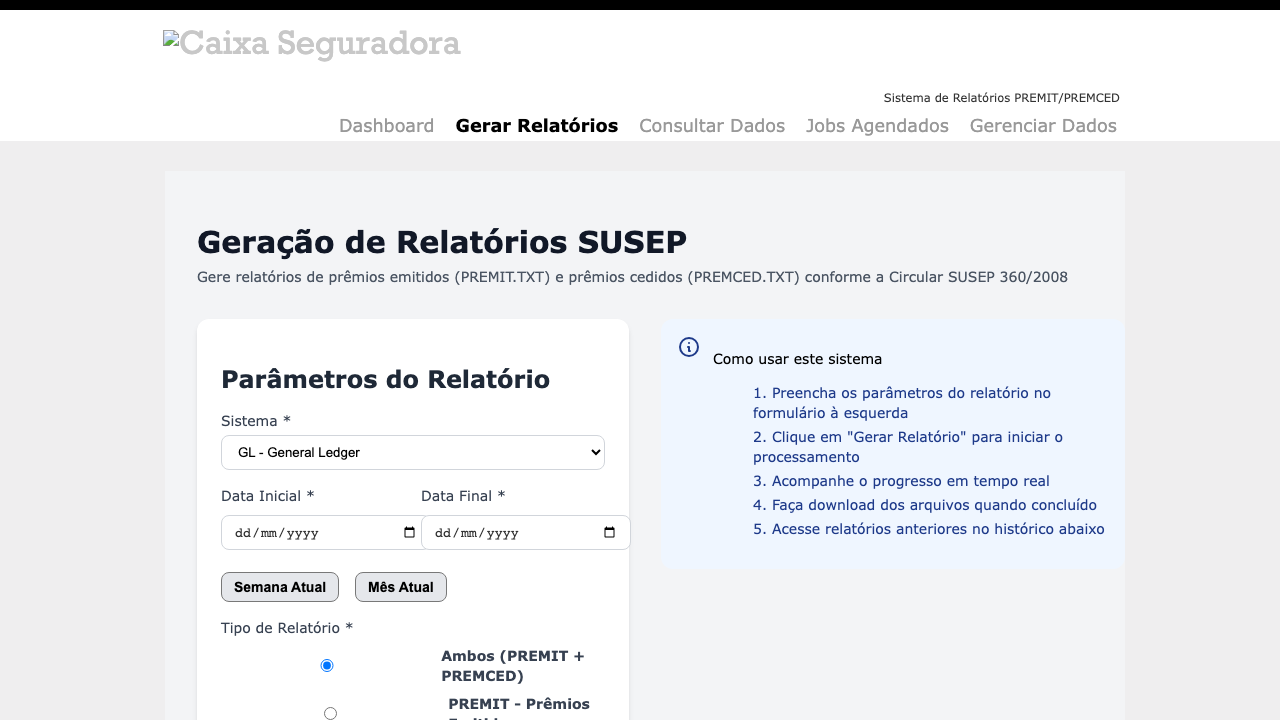 Caixa Seguradora
Sistema de Relatórios PREMIT/PREMCED
Dashboard Gerar Relatórios Consultar Dados Jobs Agendados Gerenciar Dados
Geração de Relatórios SUSEP
Gere relatórios de prêmios emitidos (PREMIT.TXT) e prêmios cedidos (PREMCED.TXT) conforme a Circular SUSEP 360/2008
Parâmetros do Relatório
Sistema *
GL - General Ledger
Data Inicial * Data Final *
dd/mm/yyyy dd/mm/yyyy
Semana Atual Mês Atual
Tipo de Relatório *
Ambos (PREMIT +
PREMCED)
PREMIT - Prêmios
Como usar este sistema
1. Preencha os parâmetros do relatório no
formulário à esquerda
2. Clique em "Gerar Relatório" para iniciar o
processamento
3. Acompanhe o progresso em tempo real
4. Faça download dos arquivos quando concluído
5. Acesse relatórios anteriores no histórico abaixo